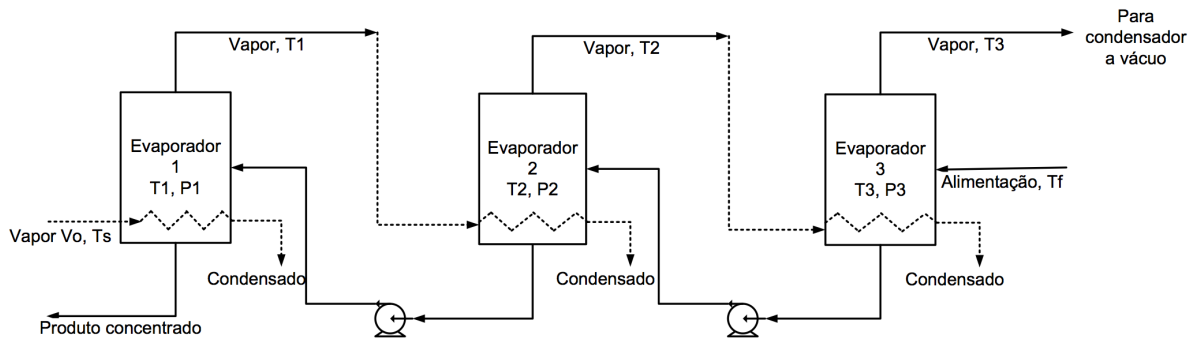 Vapor, T1
Vapor, T2
Vapor, T3
Para
condensador
a vácuo
Evaporador
1
T1, P1
Evaporador
2
T2, P2
Evaporador
3
T3, P3
Alimentação, Tf
Vapor Vo, Ts
Condensado
Condensado
Condensado
Produto concentrado